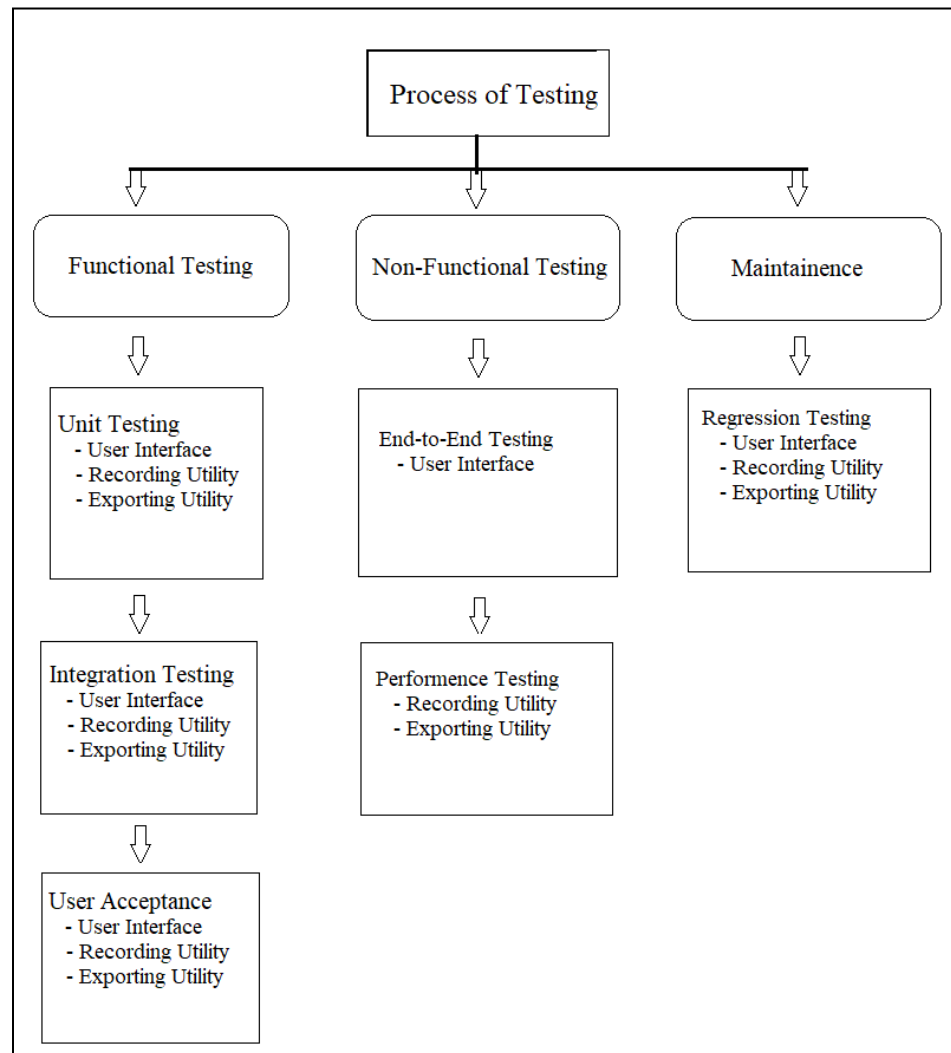 Process of Testing
Functional Testing
Non-Functional Testing
Maintainence
Unit Testing
- User Interface
- Recording Utility
- Exporting Utility
End-to-End Testing
- User Interface
Regression Testing
- User Interface
- Recording Utility
- Exporting Utility
Integration Testing
- User Interface
- Recording Utility
- Exporting Utility
Performence Testing
- Recording Utility
- Exporting Utility
User Acceptance
- User Interface
- Recording Utility
- Exporting Utility